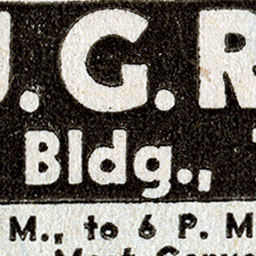 .G.R
Bldg.,
M., to 6 P. M